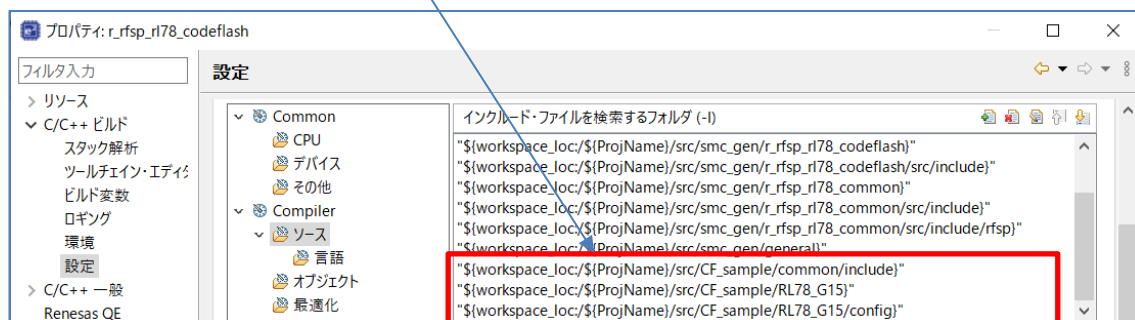 プロパティ: r_rfsp_rl78_codeflash
フィルタ入力
設定
リソース
C/C++ ビルド
スタック解析
ツールチェイン・エディタ
ビルド変数
ロギング
環境
設定
C/C++ 一般
Renesas QE
Common
CPU
デバイス
その他
Compiler
ソース
言語
オブジェクト
最適化
インクルード・ファイルを検索するフォルダ (-I)
"${workspace_loc:/${ProjName}/src/smc_gen/r_rfsp_rl78_codeflash}"
"${workspace_loc:/${ProjName}/src/smc_gen/r_rfsp_rl78_codeflash/src/include}"
"${workspace_loc:/${ProjName}/src/smc_gen/r_rfsp_rl78_common}"
"${workspace_loc:/${ProjName}/src/smc_gen/r_rfsp_rl78_common/src/include}"
"${workspace_loc:/${ProjName}/src/smc_gen/r_rfsp_rl78_common/src/include/rfsp}"
"${workspace_loc:/${ProjName}/src/smc_gen/general}"
"${workspace_loc:/${ProjName}/src/CF_sample/common/include}"
"${workspace_loc:/${ProjName}/src/CF_sample/RL78_G15}"
"${workspace_loc:/${ProjName}/src/CF_sample/RL78_G15/config}"